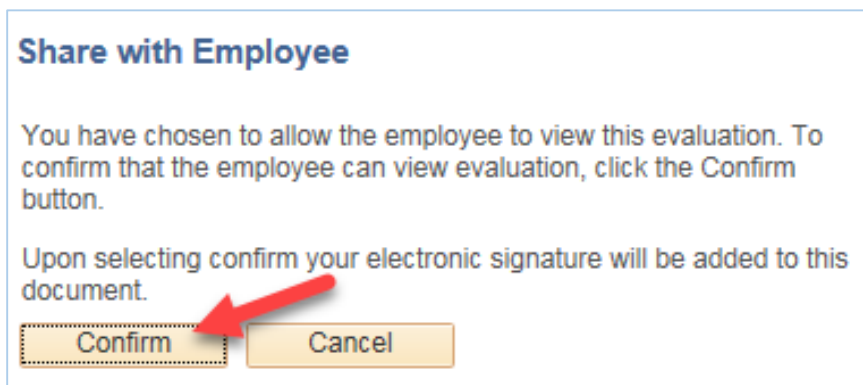 Share with Employee
You have chosen to allow the employee to view this evaluation. To
confirm that the employee can view evaluation, click the Confirm
button.
Upon selecting confirm your electronic signature will be added to this
document.
Confirm Cancel